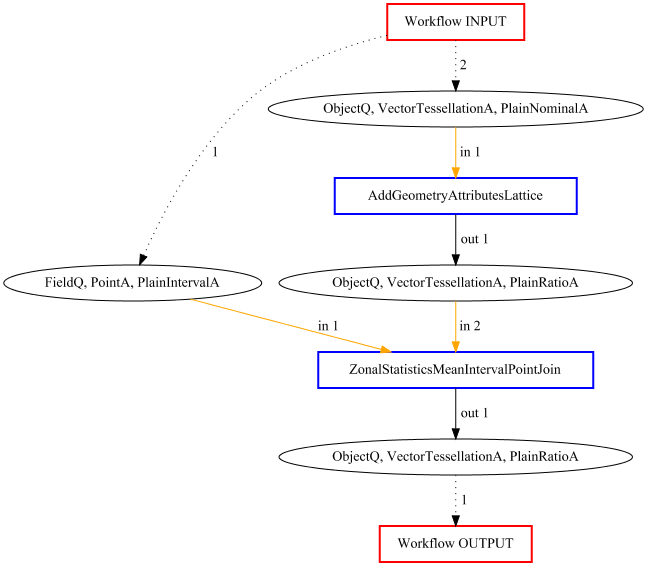 Workflow INPUT
2
ObjectQ, VectorTessellationA, PlainNominalA
1
in 1
AddGeometryAttributesLattice
out 1
FieldQ, PointA, PlainIntervalA
ObjectQ, VectorTessellationA, PlainRatioA
in 1
in 2
ZonalStatisticsMeanIntervalPointJoin
out 1
ObjectQ, VectorTessellationA, PlainRatioA
1
Workflow OUTPUT